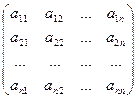 a11 a12 ... a1n
a21 a22 ... a2n
... ... ... ...
an1 an2 ... ann